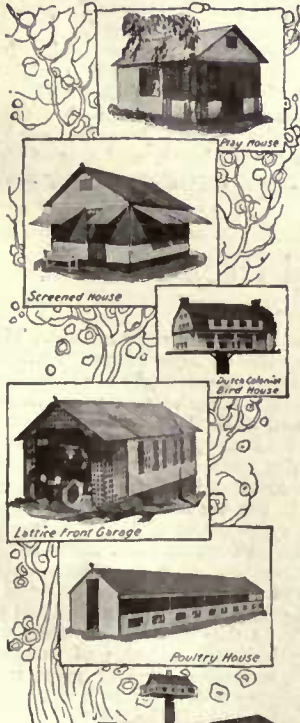 Play House
Screened House
Dutch Colonial
Bird House
Lattice Front Garage
Poultry House